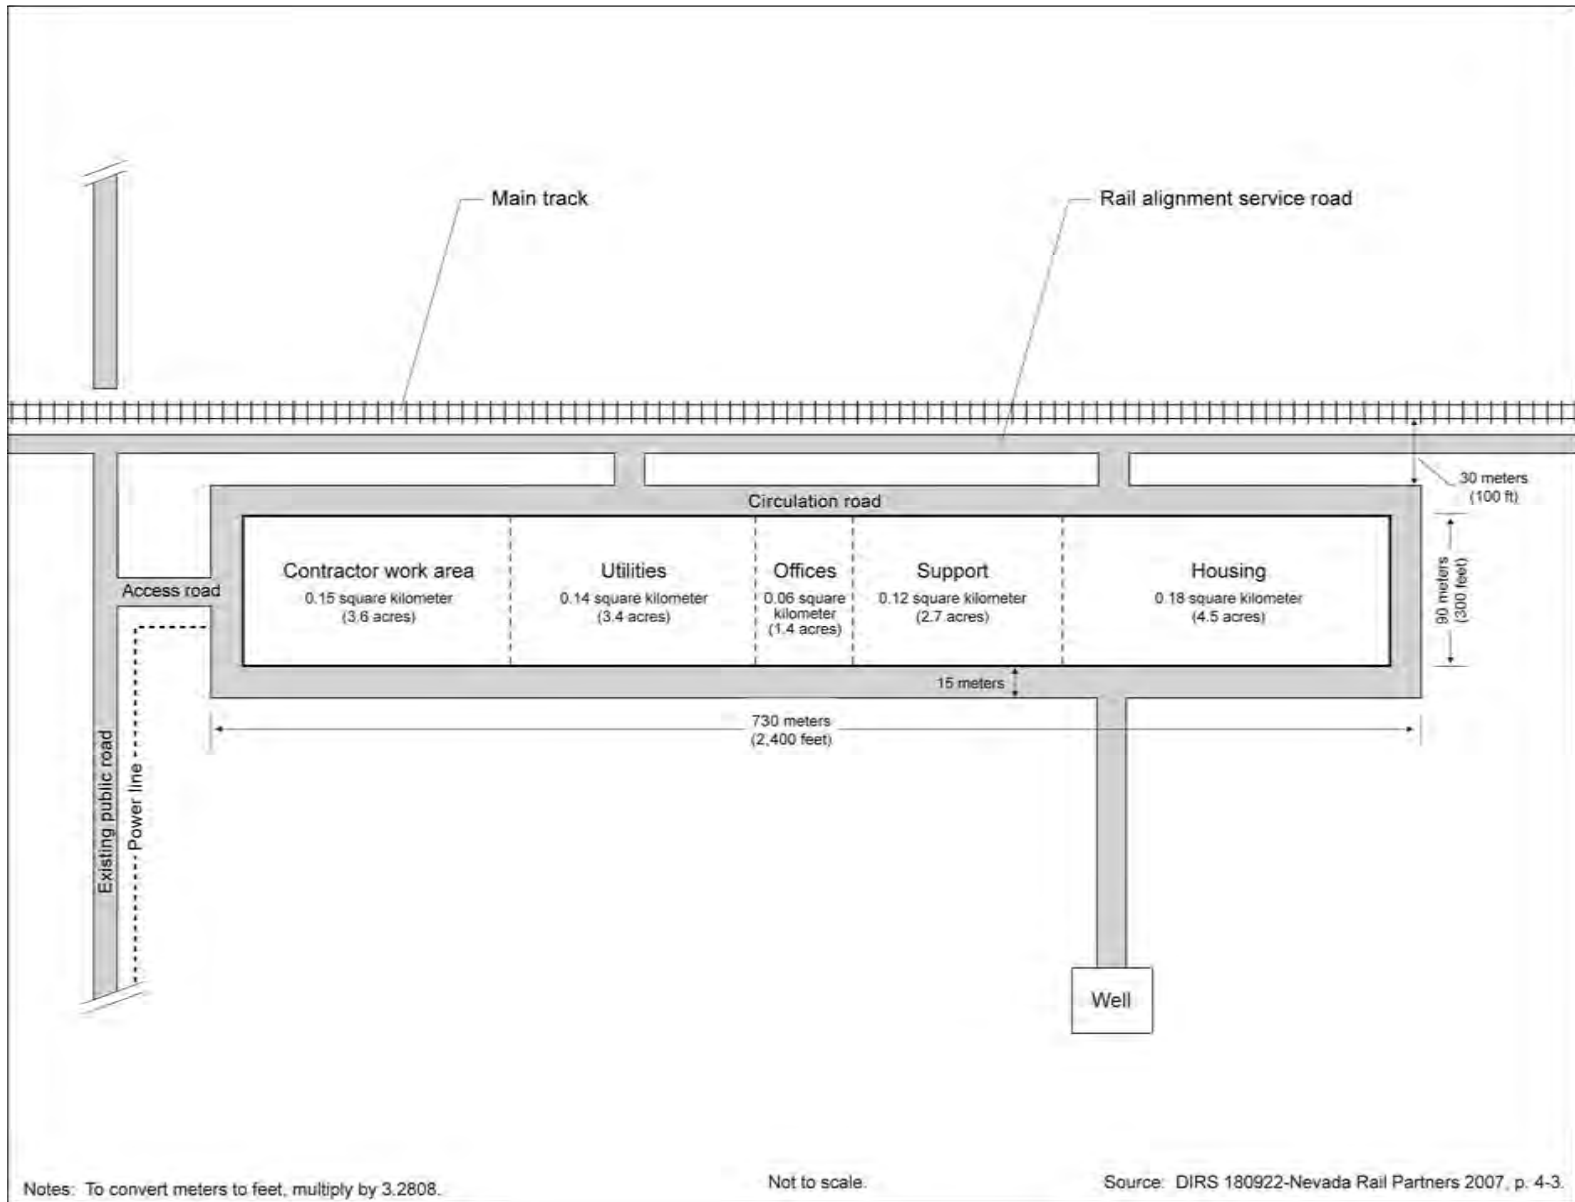 Main track
Rail alignment service road
30 meters
(100 ft)
Circulation road
Contractor work area
0.15 square kilometer
(3.6 acres)
Utilities
0.14 square kilometer
(3.4 acres)
Offices
0.06 square
kilometer
(1.4 acres)
Support
0.12 square kilometer
(2.7 acres)
Housing
0.18 square kilometer
(4.5 acres)
90 meters
(300 feet)
Access road
15 meters
730 meters
(2,400 feet)
Existing public road
Power line
Well
Notes: To convert meters to feet, multiply by 3.2808.
Not to scale.
Source: DIRS 180922-Nevada Rail Partners 2007, p. 4-3.